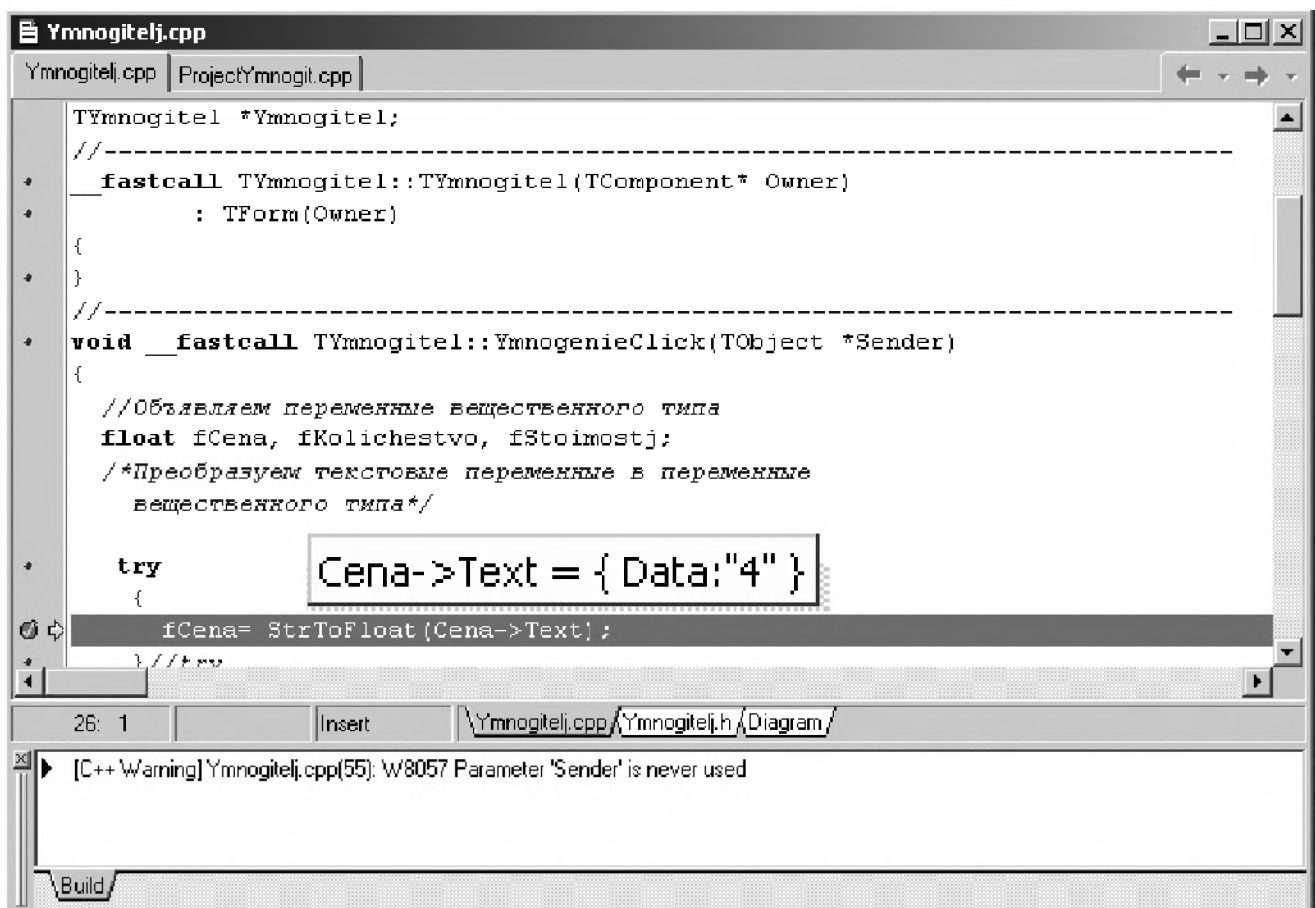 Ymnogitelj.cpp
Ymnogitelj.cpp ProjectYmnogit.cpp
TYmnogitel *Ymnogitel;
//---------------------------------------------------------------------------
__fastcall TYmnogitel::TYmnogitel(TComponent* Owner)
: TForm(Owner)
{
}
//---------------------------------------------------------------------------
void __fastcall TYmnogitel::YmnogenieClick(TObject *Sender)
{
//Объявляем переменные вещественного типа
float fCena, fKolichestvo, fStoimostj;
/*Преобразуем текстовые переменные в переменные
вещественного типа*/
try
Cena->Text = { Data:"4" }
{
fCena= StrToFloat(Cena->Text);
}//try
26: 1 Insert Ymnogitelj.cpp Ymnogitelj.h Diagram
[C++ Warning] Ymnogitelj.cpp(55): W8057 Parameter 'Sender' is never used
Build